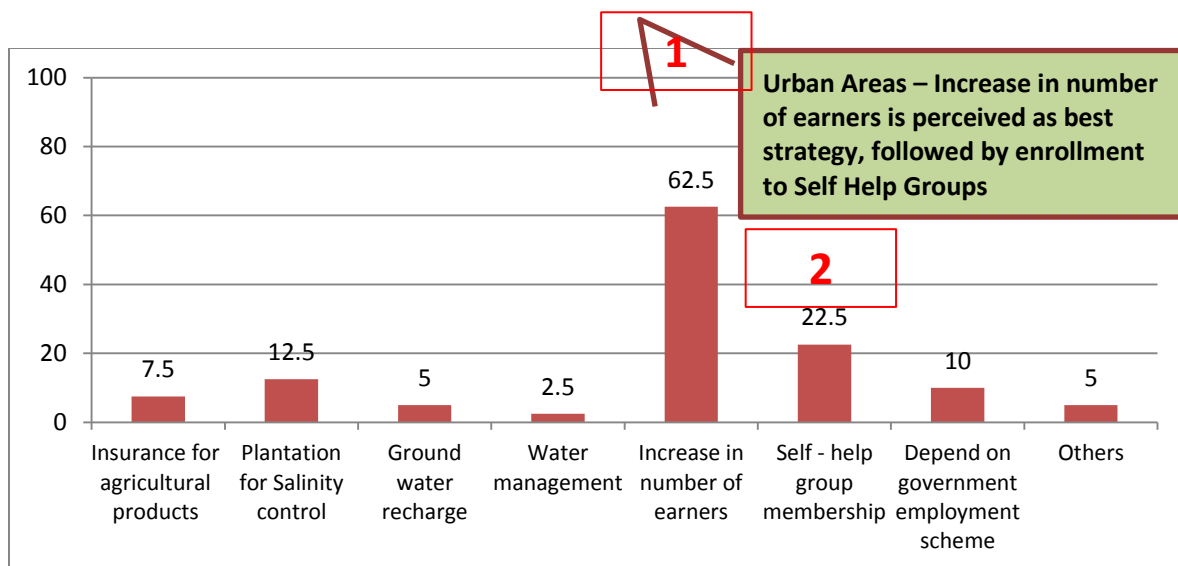 1
Urban Areas – Increase in number
of earners is perceived as best
strategy, followed by enrollment
to Self Help Groups
100
80
60
40
20
0
62.5
2
22.5
7.5
12.5
5
2.5
10
5
Insurance for
agricultural
products
Plantation
for Salinity
control
Ground
water
recharge
Water
management
Increase in
number of
earners
Self - help
group
membership
Depend on
government
employment
scheme
Others